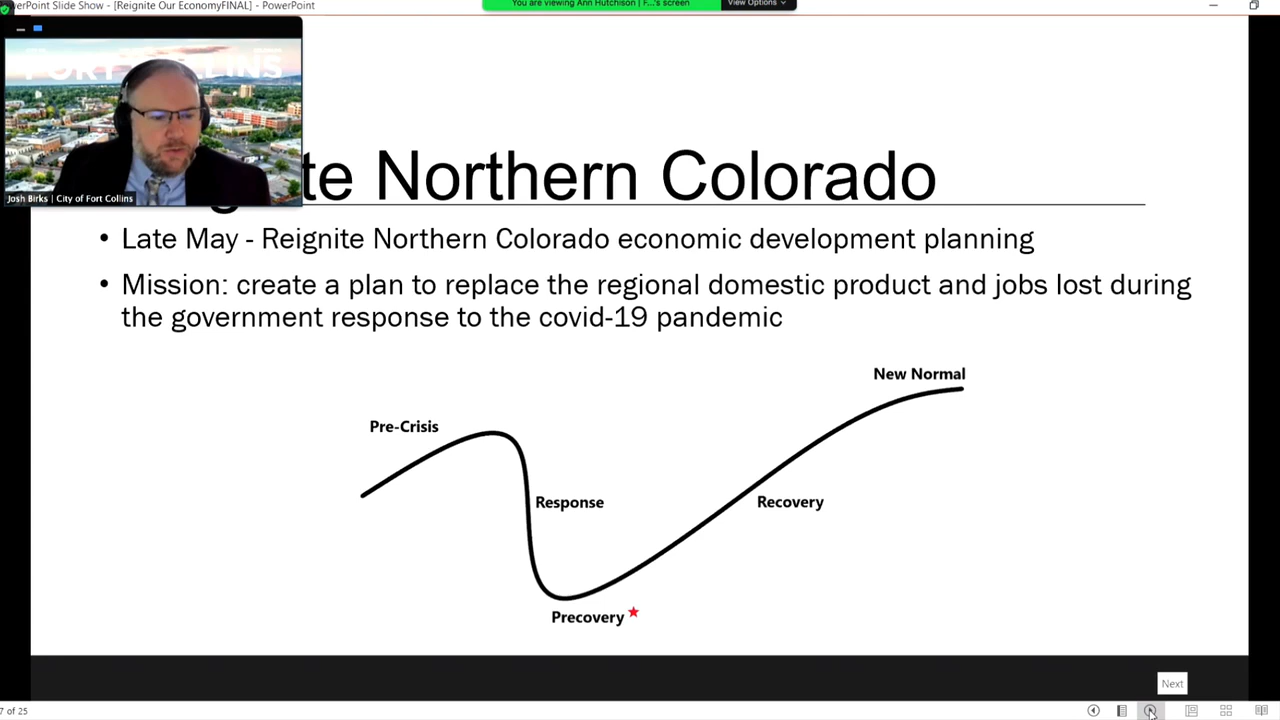 PowerPoint Slide Show - [Reignite Our EconomyFINAL] - PowerPoint
You are viewing Ann Hutchison | F...'s screen
View Options
FORT COLLINS
Josh Birks | City of Fort Collins
te Northern Colorado
• Late May - Reignite Northern Colorado economic development planning
• Mission: create a plan to replace the regional domestic product and jobs lost during
the government response to the covid-19 pandemic
New Normal
Pre-Crisis
Response
Recovery
Precovery
Next
7 of 25